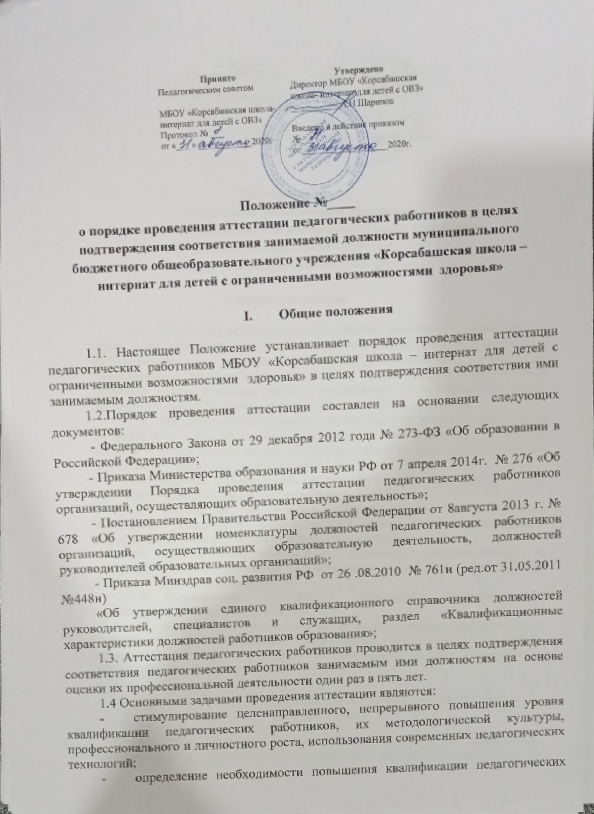 Принято
Педагогическим советом
МБОУ «Корсабашская школа-
интернат для детей с ОВЗ»
Протокол №
от «31» августа 2020г.
Утверждено
Директор МБОУ «Корсабашская
школа- интернат для детей с ОВЗ»
Введено в действие приказом
№
от 31 августа 2020г.
Положение №____
о порядке проведения аттестации педагогических работников в целях
подтверждения соответствия занимаемой должности муниципального
бюджетного общеобразовательного учреждения «Корсабашская школа –
интернат для детей с ограниченными возможностями здоровья»
I. Общие положения
1.1. Настоящее Положение устанавливает порядок проведения аттестации
педагогических работников МБОУ «Корсабашская школа – интернат для детей с
ограниченными возможностями здоровья» в целях подтверждения соответствия ими
занимаемым должностям.
1.2.Порядок проведения аттестации составлен на основании следующих
документов:
- Федерального Закона от 29 декабря 2012 года № 273-ФЗ «Об образовании в
Российской Федерации»;
- Приказа Министерства образования и науки РФ от 7 апреля 2014г. № 276 «Об
утверждении Порядка проведения аттестации педагогических работников
организаций, осуществляющих образовательную деятельность»;
- Постановлением Правительства Российской Федерации от 8августа 2013 г. №
678 «Об утверждении номенклатуры должностей педагогических работников
организаций, осуществляющих образовательную деятельность, должностей
руководителей образовательных организаций»;
- Приказа Минздрав соц. развития РФ от 26 .08.2010 № 761н (ред.от 31.05.2011
№448н)
«Об утверждении единого квалификационного справочника должностей
руководителей, специалистов и служащих, раздел «Квалификационные
характеристики должностей работников образования»;
1.3. Аттестация педагогических работников проводится в целях подтверждения
соответствия педагогических работников занимаемым ими должностям на основе
оценки их профессиональной деятельности один раз в пять лет.
1.4 Основными задачами проведения аттестации являются:
- стимулирование целенаправленного, непрерывного повышения уровня
квалификации педагогических работников, их методологической культуры,
профессионального и личностного роста, использования современных педагогических
технологий;
- определение необходимости повышения квалификации педагогических